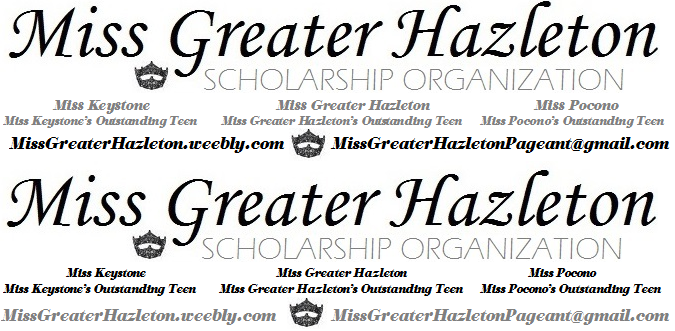 Miss Greater Hazleton
SCHOLARSHIP ORGANIZATION
Miss Keystone Miss Greater Hazleton Miss Pocono
Miss Keystone's Outstanding Teen Miss Greater Hazleton's Outstanding Teen Miss Pocono's Outstanding Teen
MissGreaterHazleton.weebly.com MissGreaterHazletonPageant@gmail.com
Miss Greater Hazleton
SCHOLARSHIP ORGANIZATION
Miss Keystone Miss Greater Hazleton Miss Pocono
Miss Keystone's Outstanding Teen Miss Greater Hazleton's Outstanding Teen Miss Pocono's Outstanding Teen
MissGreaterHazleton.weebly.com MissGreaterHazletonPageant@gmail.com